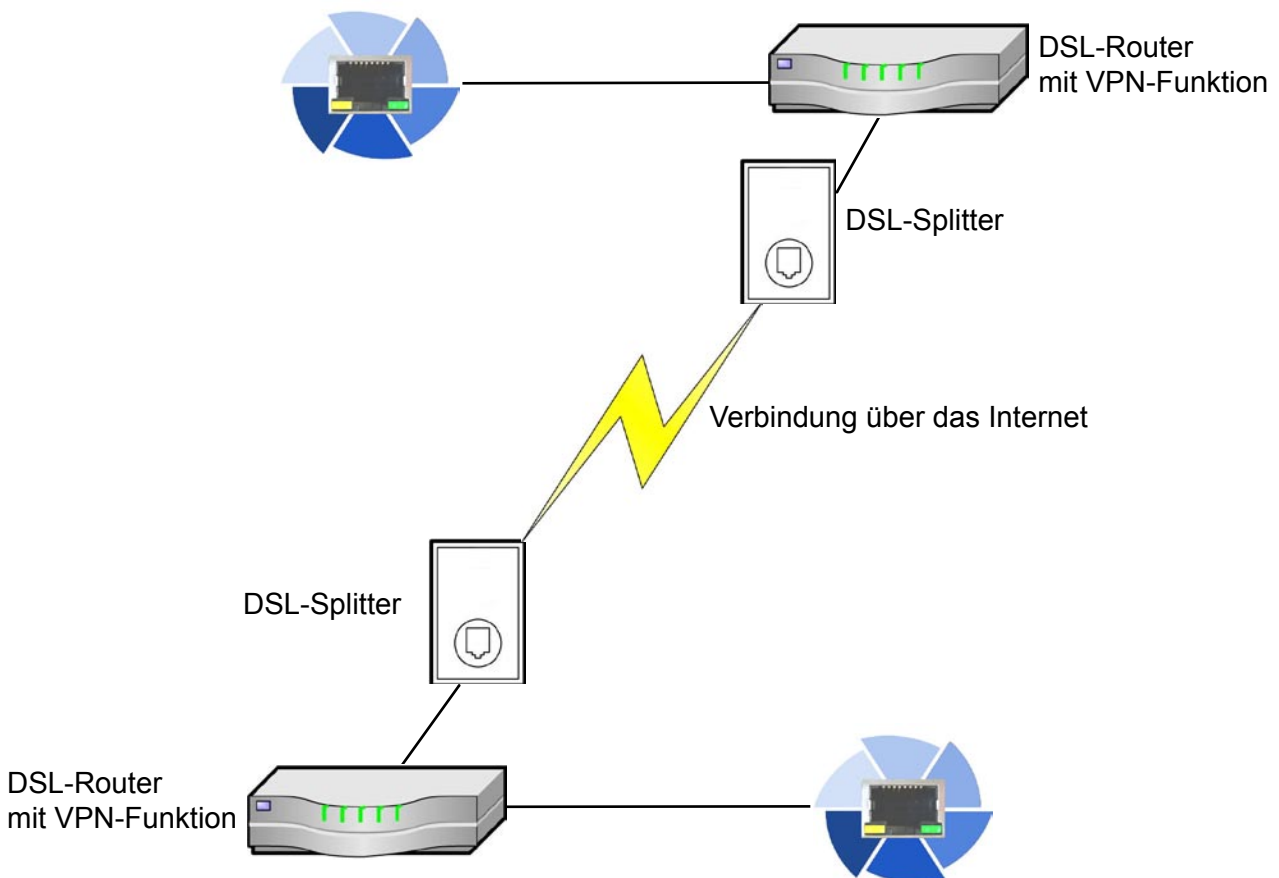 DSL-Router
mit VPN-Funktion
DSL-Splitter
Verbindung über das Internet
DSL-Splitter
DSL-Router
mit VPN-Funktion